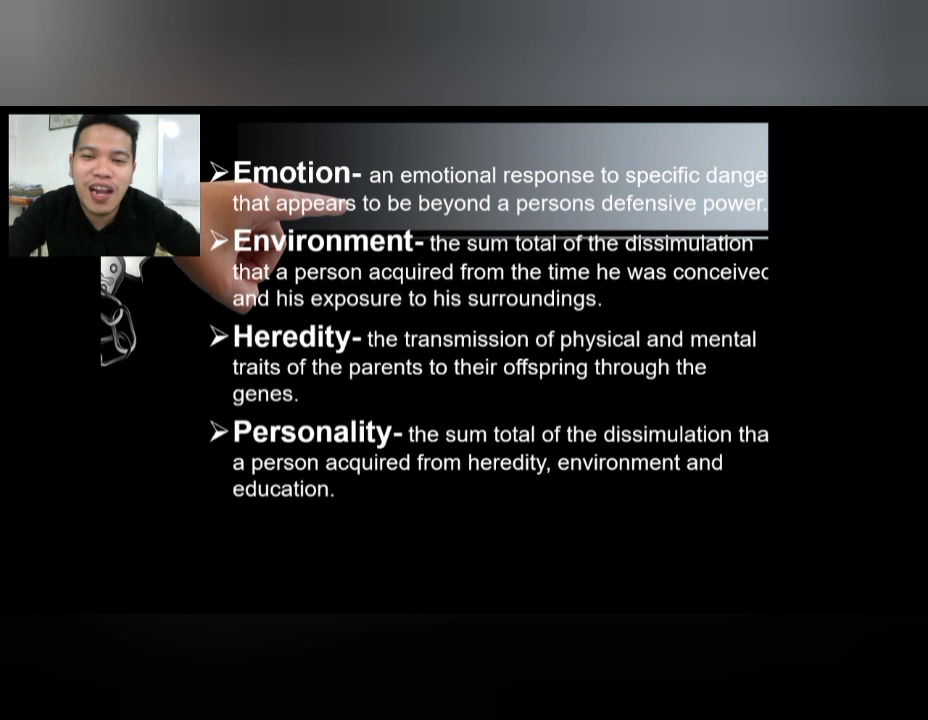 Emotion- an emotional response to specific dange
that appears to be beyond a persons defensive power.
Environment- the sum total of the dissimulation
that a person acquired from the time he was conceived
and his exposure to his surroundings.
Heredity- the transmission of physical and mental
traits of the parents to their offspring through the
genes.
Personality- the sum total of the dissimulation tha
a person acquired from heredity, environment and
education.